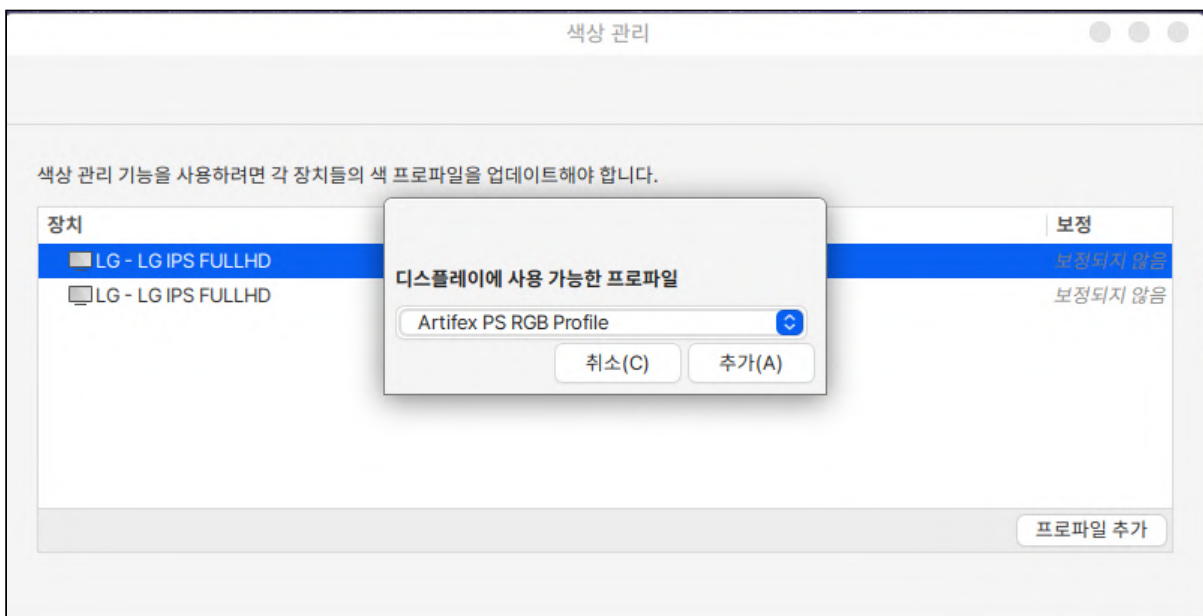 색상 관리
색상 관리 기능을 사용하려면 각 장치들의 색 프로파일을 업데이트해야 합니다.
장치 보정
LG - LG IPS FULLHD 보정되지 않음
LG - LG IPS FULLHD 보정되지 않음
디스플레이에 사용 가능한 프로파일
Artifex PS RGB Profile
취소(C) 추가(A)
프로파일 추가